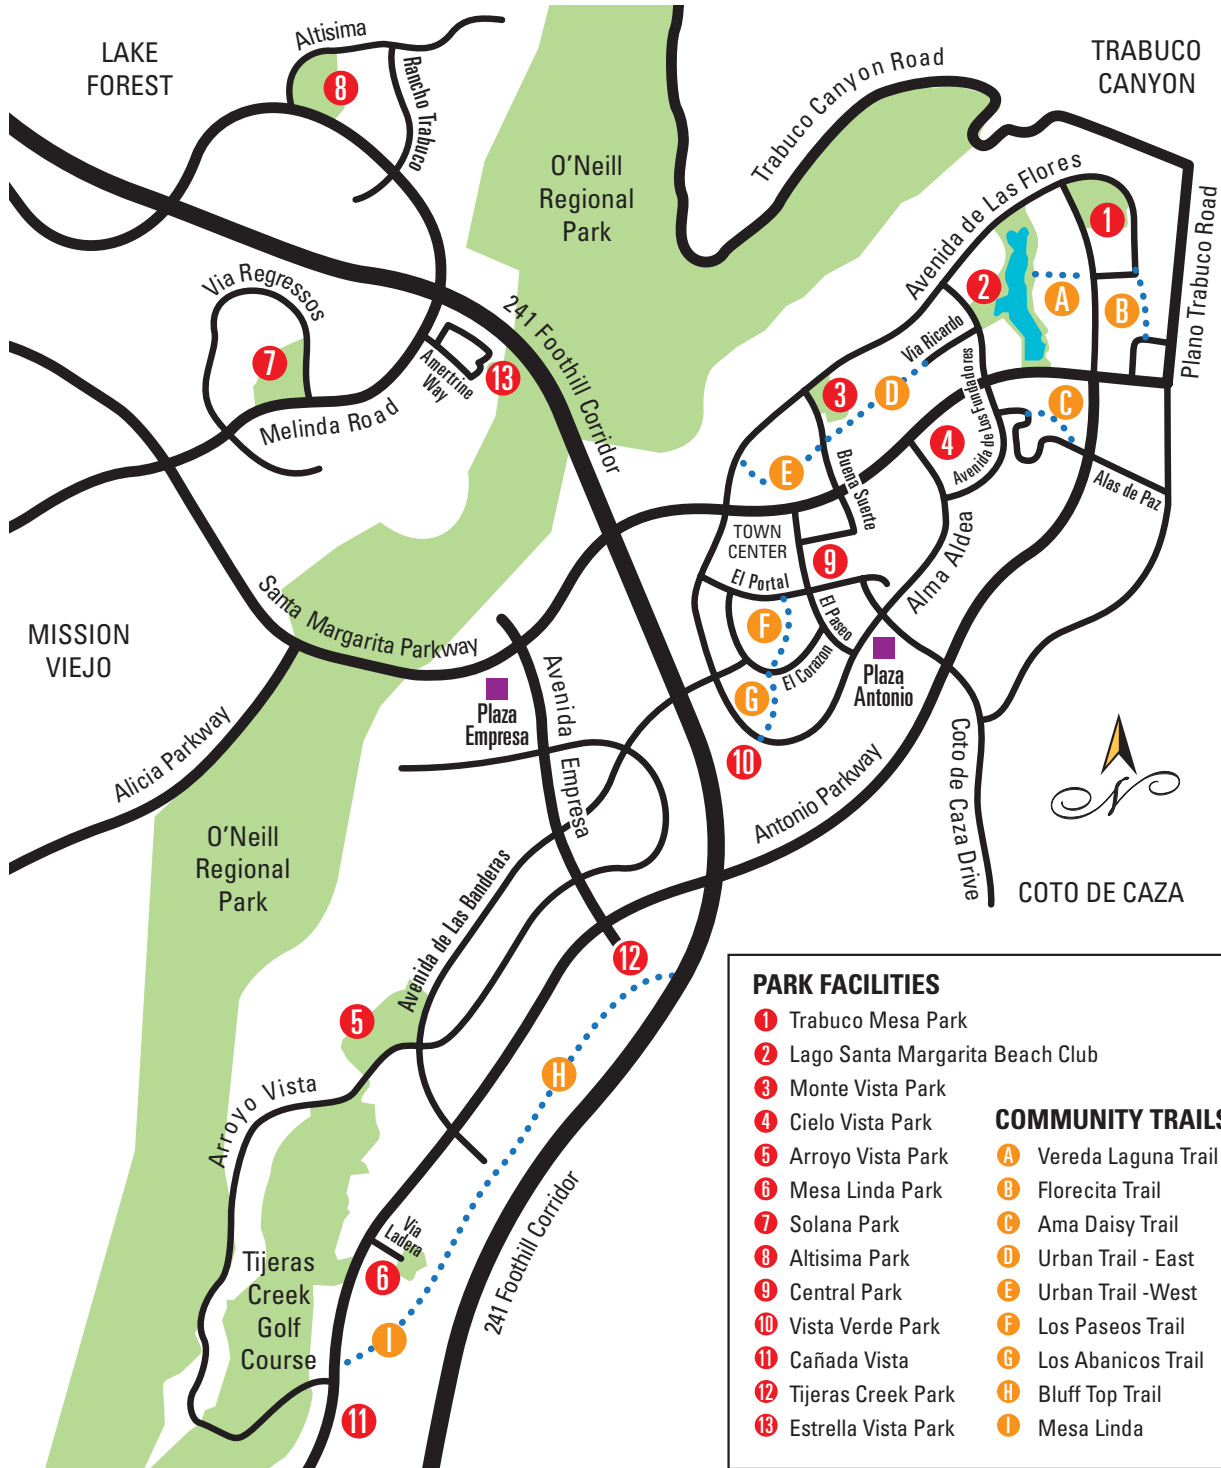 LAKE
FOREST
Altisima
Rancho Trabuco
8
TRABUCO
CANYON
Trabuco Canyon Road
O'Neill
Regional
Park
Avenida de Las Flores
1
Plano Trabuco Road
2
A
B
Via Regressos
7
241 Foothill Corridor
Amertrine
Way
13
Melinda Road
Via Ricardo
3
D
C
4
Avenida de Los Fundadores
E
Buena Suerte
Alas de Paz
TOWN
CENTER
9
El Portal
Alma Aldea
El Paseo
F
Santa Margarita Parkway
MISSION
VIEJO
El Corazon
Plaza
Antonio
Plaza
Empresa
Avenida Empresa
G
10
Alicia Parkway
Antonio Parkway
Coto de Caza Drive
N
O'Neill
Regional
Park
COTO DE CAZA
Avenida de Las Banderas
12
5
H
Arroyo Vista
241 Foothill Corridor
Via
Ladera
6
Tijeras
Creek
Golf
Course
I
11
PARK FACILITIES
1 Trabuco Mesa Park
2 Lago Santa Margarita Beach Club
3 Monte Vista Park
4 Cielo Vista Park
5 Arroyo Vista Park
6 Mesa Linda Park
7 Solana Park
8 Altisima Park
9 Central Park
10 Vista Verde Park
11 Cañada Vista
12 Tijeras Creek Park
13 Estrella Vista Park
COMMUNITY TRAILS
A Vereda Laguna Trail
B Florecita Trail
C Ama Daisy Trail
D Urban Trail - East
E Urban Trail -West
F Los Paseos Trail
G Los Abanicos Trail
H Bluff Top Trail
I Mesa Linda